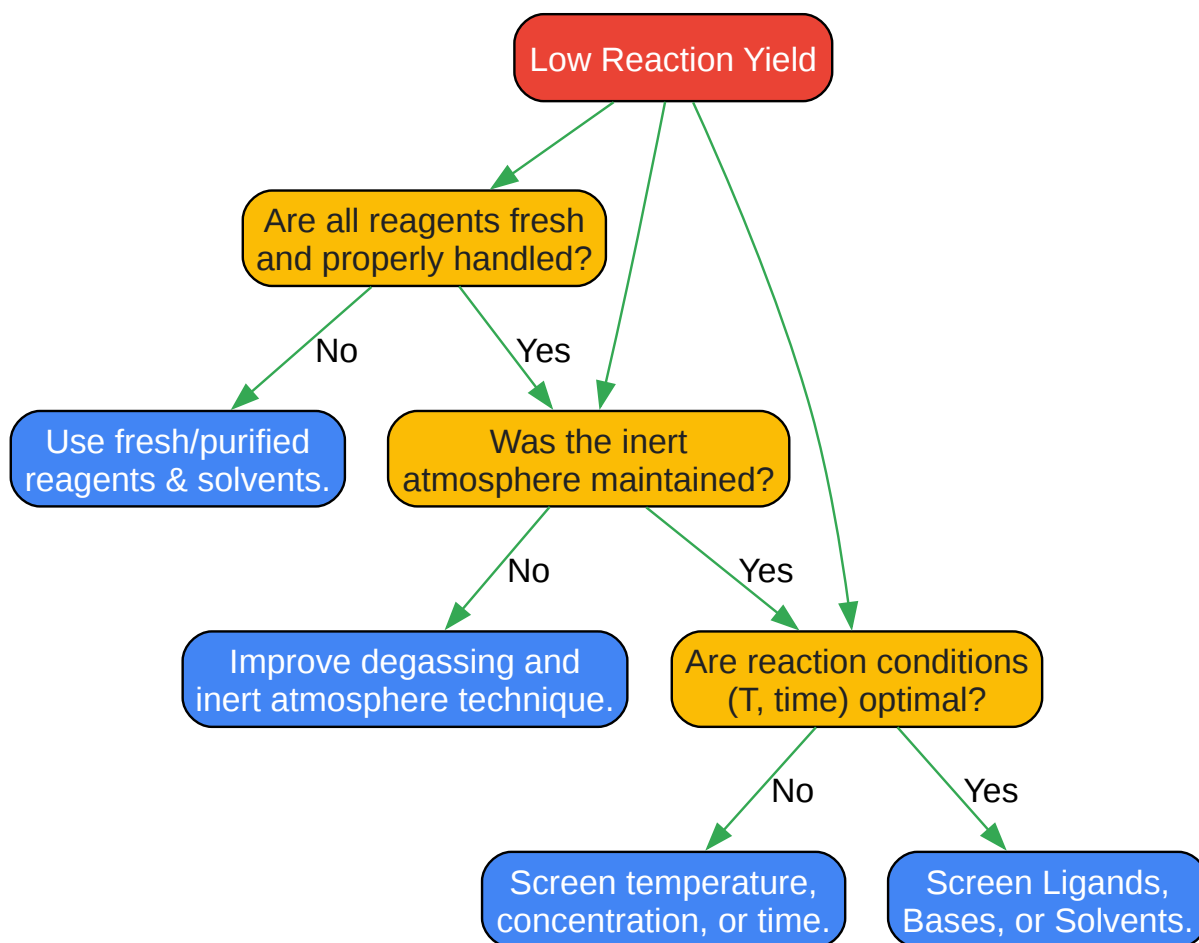 Low Reaction Yield
Are all reagents fresh
and properly handled?
No
Yes
Use fresh/purified
reagents & solvents.
Was the inert
atmosphere maintained?
No
Yes
Improve degassing and
inert atmosphere technique.
Are reaction conditions
(T, time) optimal?
No
Yes
Screen temperature,
concentration, or time.
Screen Ligands,
Bases, or Solvents.